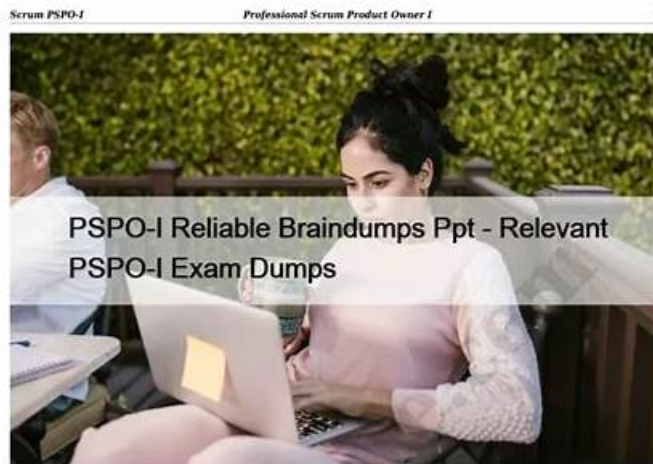 Scrum PSPO-I Professional Scrum Product Owner I
PSPO-I Reliable Braindumps Ppt - Relevant
PSPO-I Exam Dumps